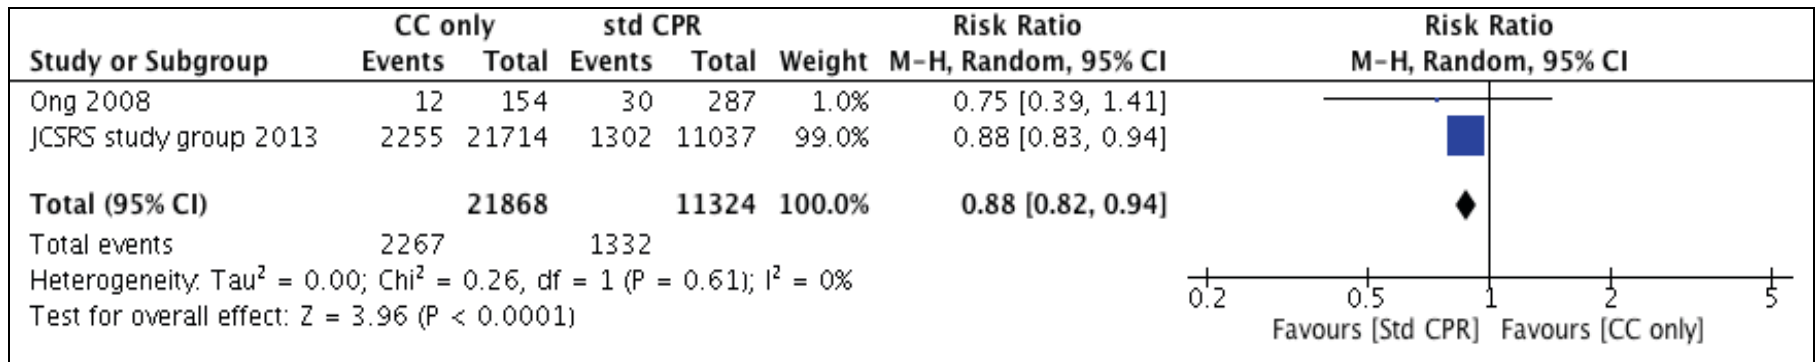 CC only std CPR Risk Ratio Risk Ratio
Study or Subgroup Events Total Events Total Weight M-H, Random, 95% CI M-H, Random, 95% CI
Ong 2008 12 154 30 287 1.0% 0.75 [0.39, 1.41]
JCSRS study group 2013 2255 21714 1302 11037 99.0% 0.88 [0.83, 0.94]
Total (95% CI) 21868 11324 100.0% 0.88 [0.82, 0.94]
Total events 2267 1332
Heterogeneity: Tau² = 0.00; Chi² = 0.26, df = 1 (P = 0.61); I² = 0%
Test for overall effect: Z = 3.96 (P < 0.0001)
0.2 0.5 1 2 5
Favours [Std CPR] Favours [CC only]